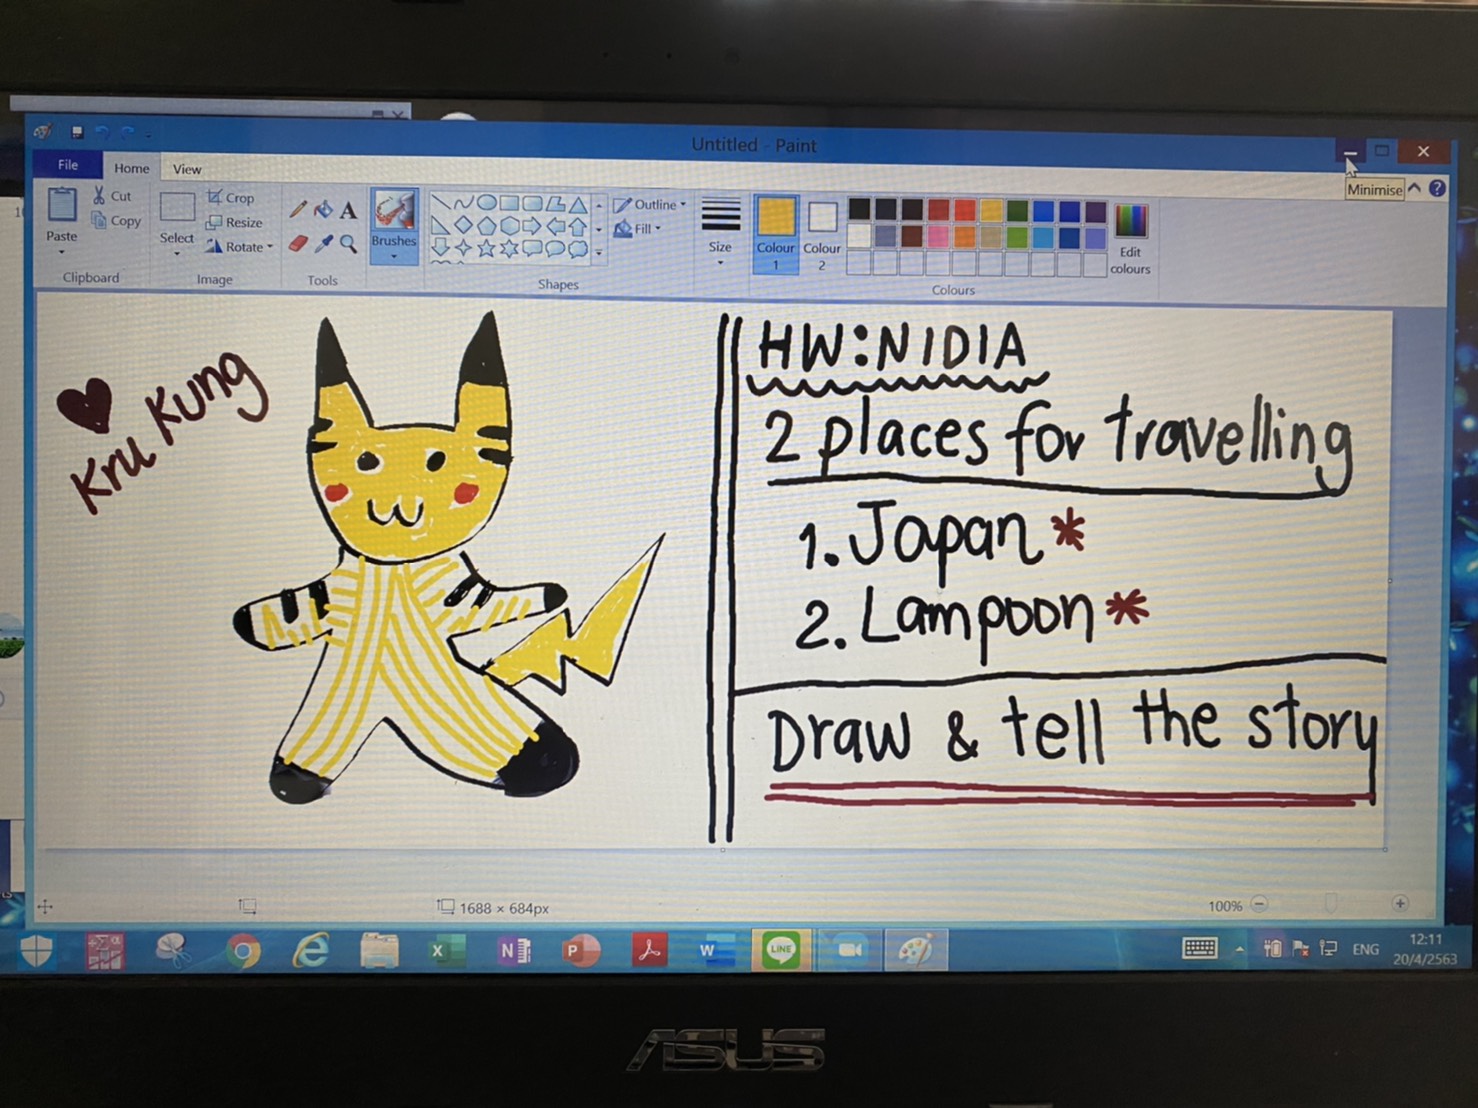 Untitled - Paint
File
Home
View
Minimise
Paste
Cut
Copy
Clipboard
Select
Crop
Resize
Rotate
Image
A
Tools
Brushes
Shapes
Outline
Fill
Size
Colour 1
Colour 2
Edit colours
Colours
Kru Kung
HW:NIDIA
2 places for travelling
1. Japan *
2. Lampoon *
Draw & tell the story
1688 × 684px
100%
LINE
ENG
12:11
20/4/2563
ASUS